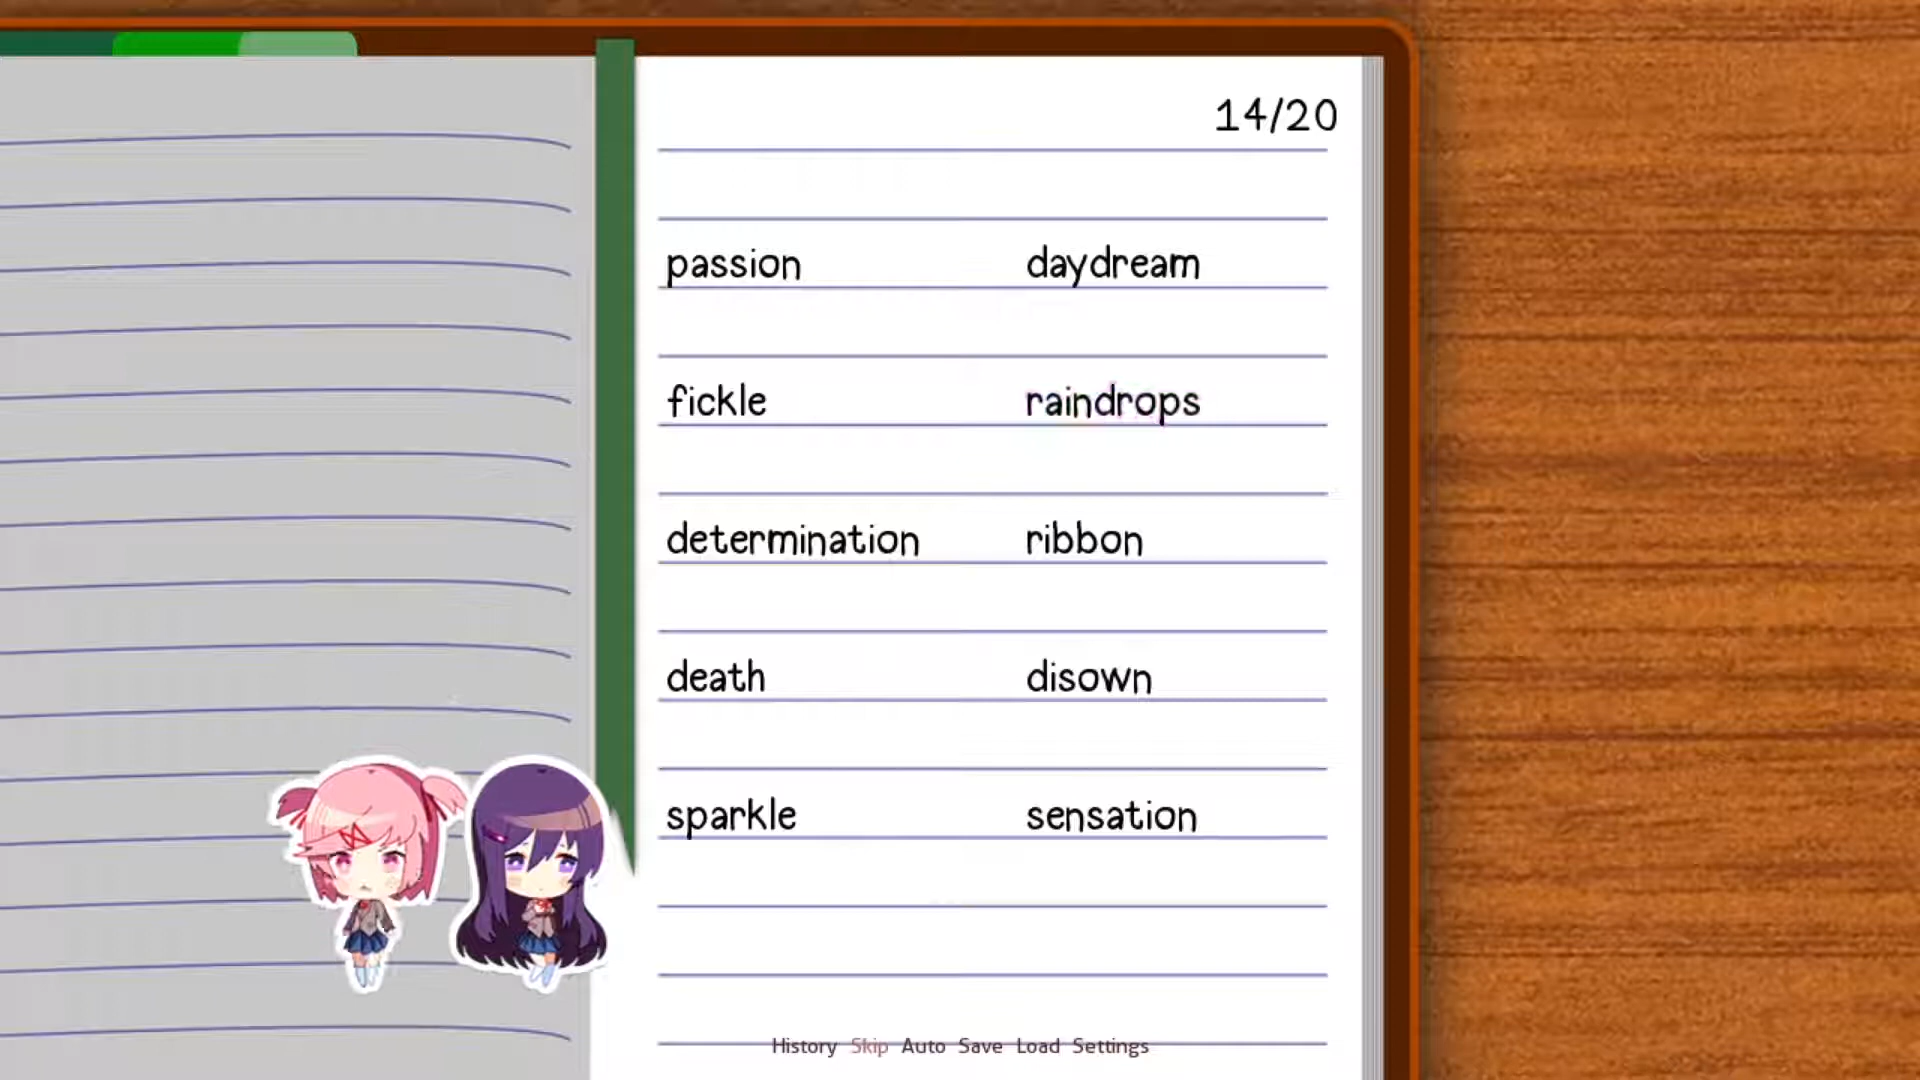 14/20
passion daydream
fickle raindrops
determination ribbon
death disown
sparkle sensation
History Skip Auto Save Load Settings